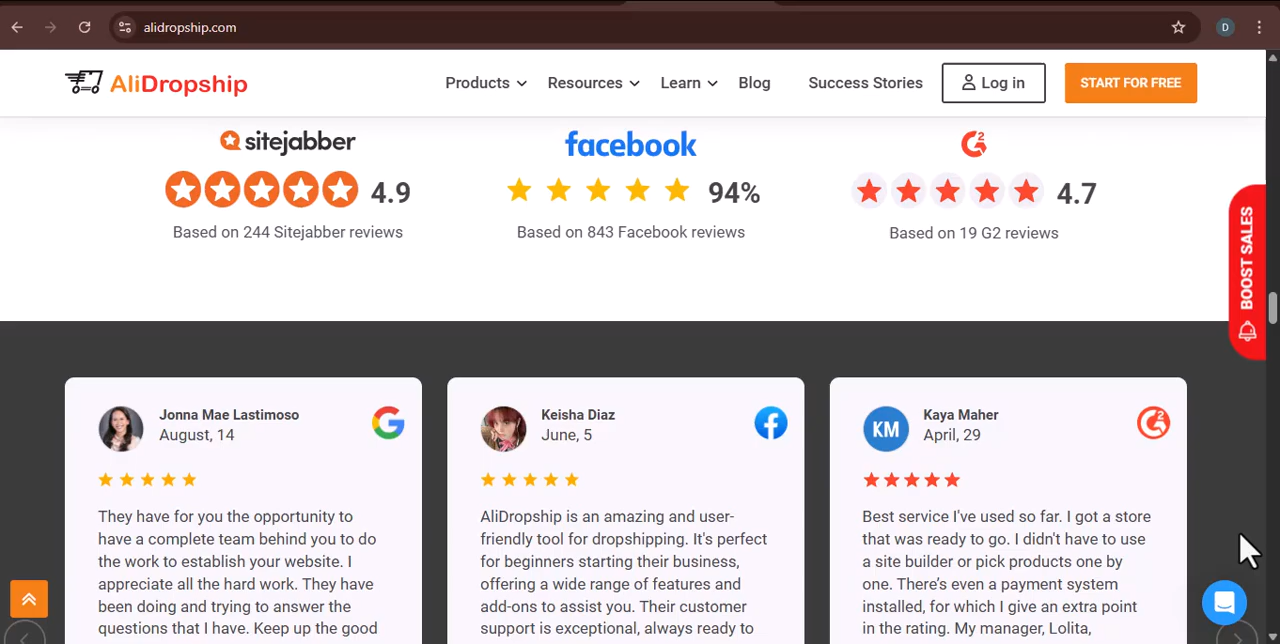 alidropship.com
D
AliDropship
Products
Resources
Learn
Blog
Success Stories
Log in
START FOR FREE
sitejabber
4.9
Based on 244 Sitejabber reviews
facebook
94%
Based on 843 Facebook reviews
G2
4.7
Based on 19 G2 reviews
BOOST SALES
Jonna Mae Lastimoso
August, 14
G
They have for you the opportunity to
have a complete team behind you to do
the work to establish your website. I
appreciate all the hard work. They have
been doing and trying to answer the
questions that I have. Keep up the good
Keisha Diaz
June, 5
f
AliDropship is an amazing and user-
friendly tool for dropshipping. It's perfect
for beginners starting their business,
offering a wide range of features and
add-ons to assist you. Their customer
support is exceptional, always ready to
KM
Kaya Maher
April, 29
G2
Best service I've used so far. I got a store
that was ready to go. I didn't have to use
a site builder or pick products one by
one. There’s even a payment system
installed, for which I give an extra point
in the rating. My manager, Lolita,